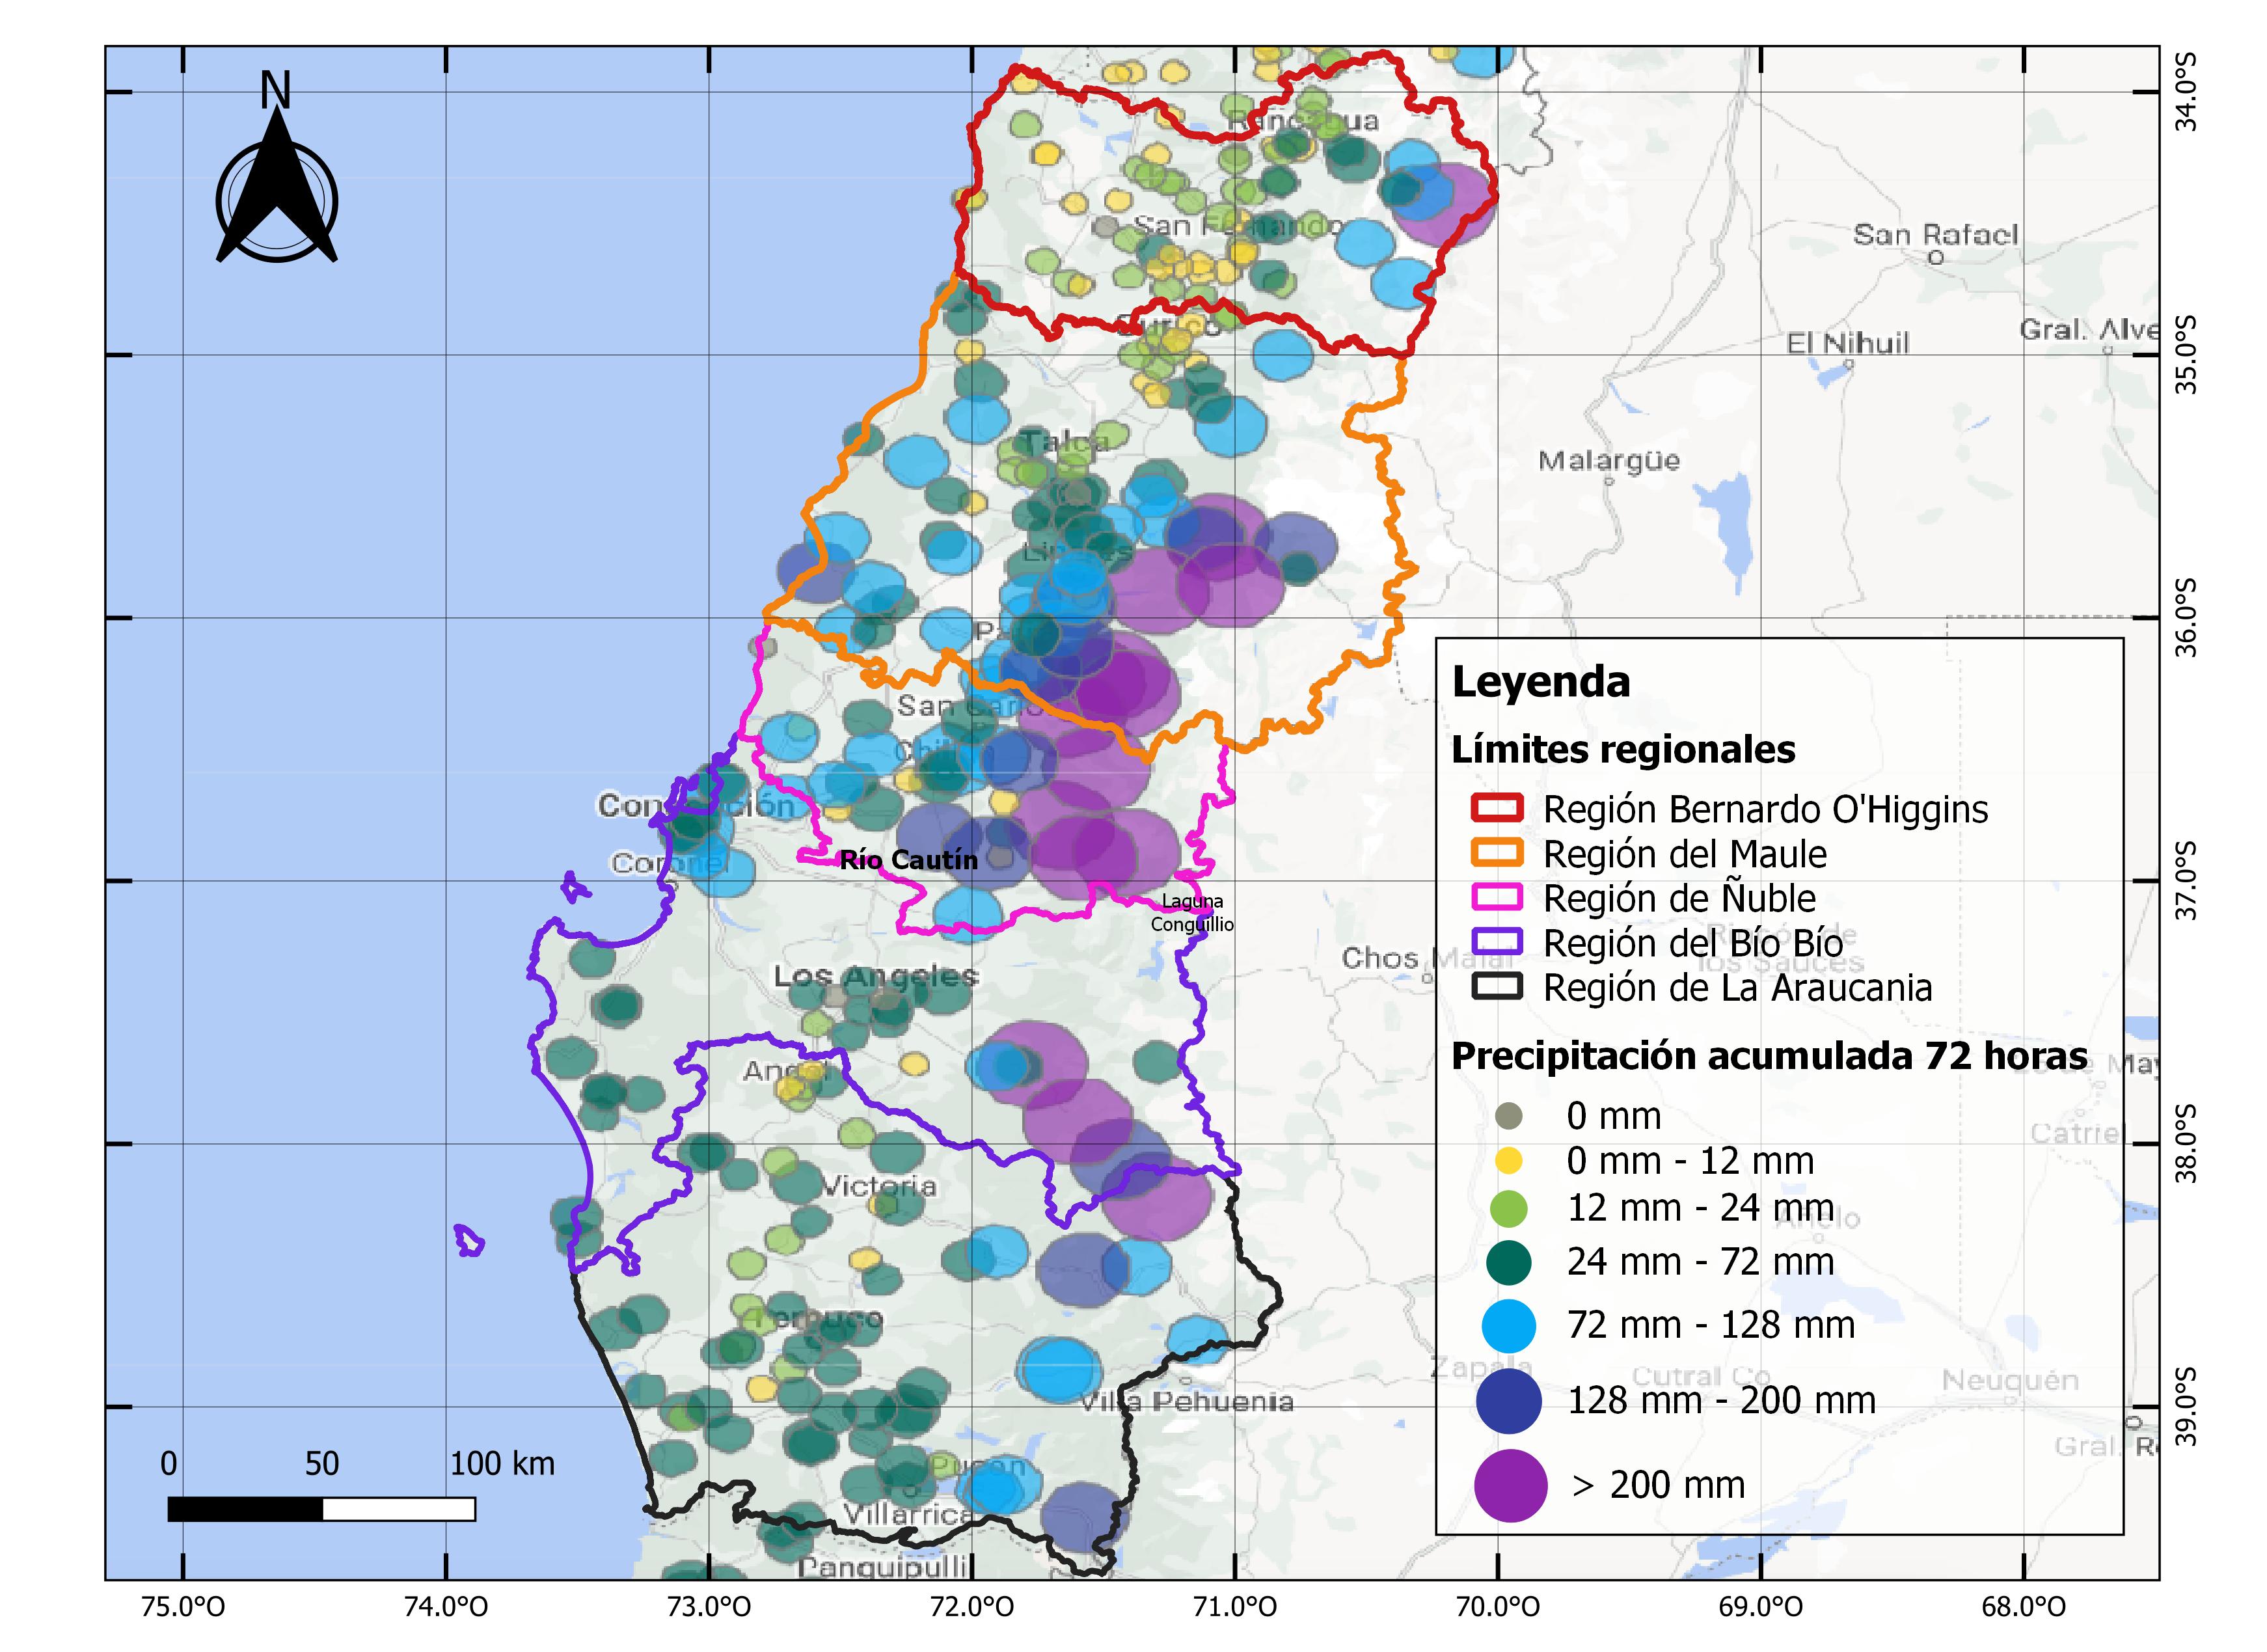 N
34.0°S
Rancagua
San Rafael
San Fernando
Gral. Alve
El Nihuil
35.0°S
Curicó
Talca
Malargüe
Linares
36.0°S
San Carlo
Concepción
Coronel
Río Cautín
37.0°S
Laguna
Conguillio
Chos Malal
Los Angeles
Angol
38.0°S
Victoria
Temuco
Villa Pehuenia
39.0°S
Pucón
Villarrica
Panguipulli
Leyenda
Límites regionales
Región Bernardo O'Higgins
Región del Maule
Región de Ñuble
Región del Bío Bío
Región de La Araucania
Rincón de
los Sauces
Precipitación acumulada 72 horas
0 mm
0 mm - 12 mm
12 mm - 24 mm
24 mm - 72 mm
72 mm - 128 mm
128 mm - 200 mm
> 200 mm
Catriel
Añelo
Zapala
Cutral Co
Neuquén
Gral. Ro
0 50 100 km
75.0°O 74.0°O 73.0°O 72.0°O 71.0°O 70.0°O 69.0°O 68.0°O